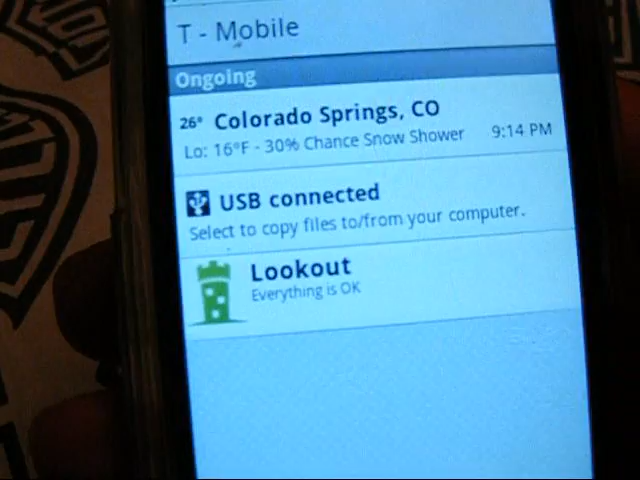 T - Mobile
Ongoing
26° Colorado Springs, CO
Lo: 16°F - 30% Chance Snow Shower 9:14 PM
USB connected
Select to copy files to/from your computer.
Lookout
Everything is OK